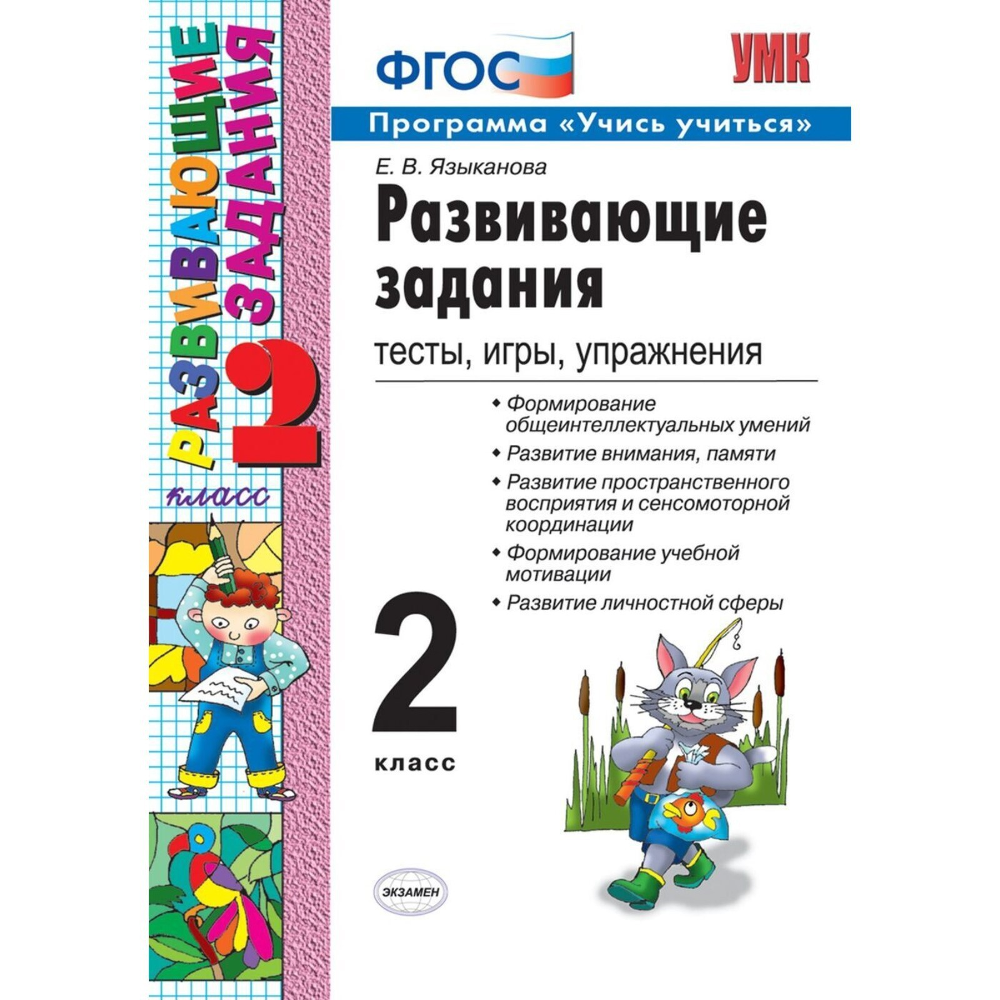 РАЗВИВАЮЩИЕ
ЗАДАНИЯ
2
класс
ФГОС
УМК
Программа «Учись учиться»
Е. В. Языканова
Развивающие
задания
тесты, игры, упражнения
◆ Формирование
общеинтеллектуальных умений
◆ Развитие внимания, памяти
◆ Развитие пространственного
восприятия и сенсомоторной
координации
◆ Формирование учебной
мотивации
◆ Развитие личностной сферы
2
класс
ЭКЗАМЕН